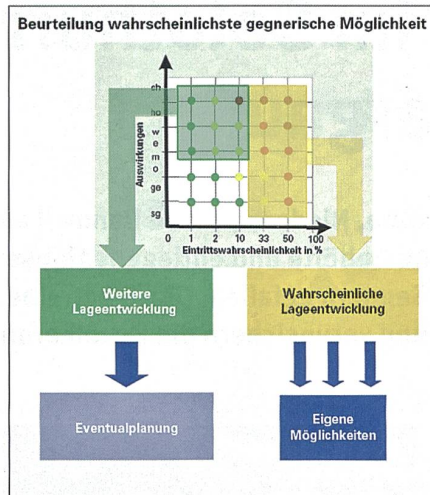 Beurteilung wahrscheinlichste gegnerische Möglichkeit
Auswirkungen
ch
ho
w
e
m
o
ge
sg
0 1 2 10 33 50 100
Eintrittswahrscheinlichkeit in %
Weitere
Lageentwicklung
Wahrscheinliche
Lageentwicklung
Eventualplanung
Eigene
Möglichkeiten